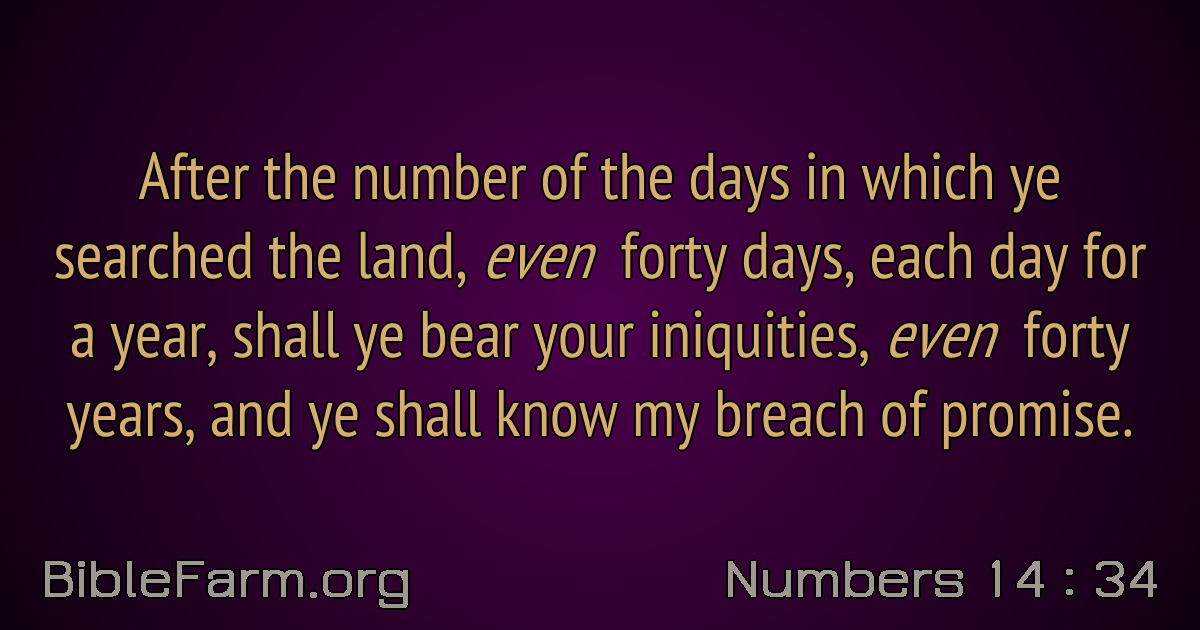 After the number of the days in which ye
searched the land, even forty days, each day for
a year, shall ye bear your iniquities, even forty
years, and ye shall know my breach of promise.
BibleFarm.org
Numbers 14 : 34